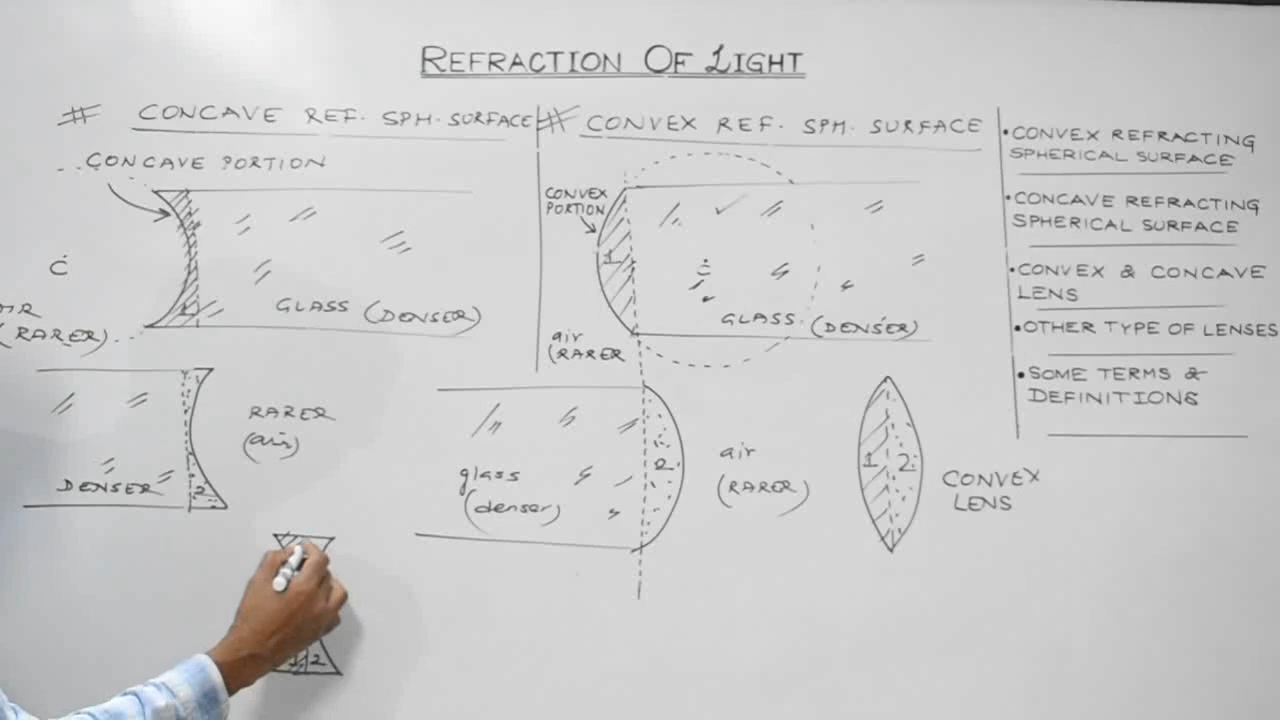 REFRACTION OF LIGHT
# CONCAVE REF. SPH. SURFACE
CONCAVE PORTION
C
(RARER)
GLASS (DENSER)
1
RARER
(air)
DENSER
2
1 2
# CONVEX REF. SPH. SURFACE
CONVEX
PORTION
1
GLASS (DENSER)
air
(RARER
glass
(denser)
2
air
(RARER)
1 2
CONVEX
LENS
• CONVEX REFRACTING
SPHERICAL SURFACE
• CONCAVE REFRACTING
SPHERICAL SURFACE
• CONVEX & CONCAVE
LENS
• OTHER TYPE OF LENSES
• SOME TERMS &
DEFINITIONS